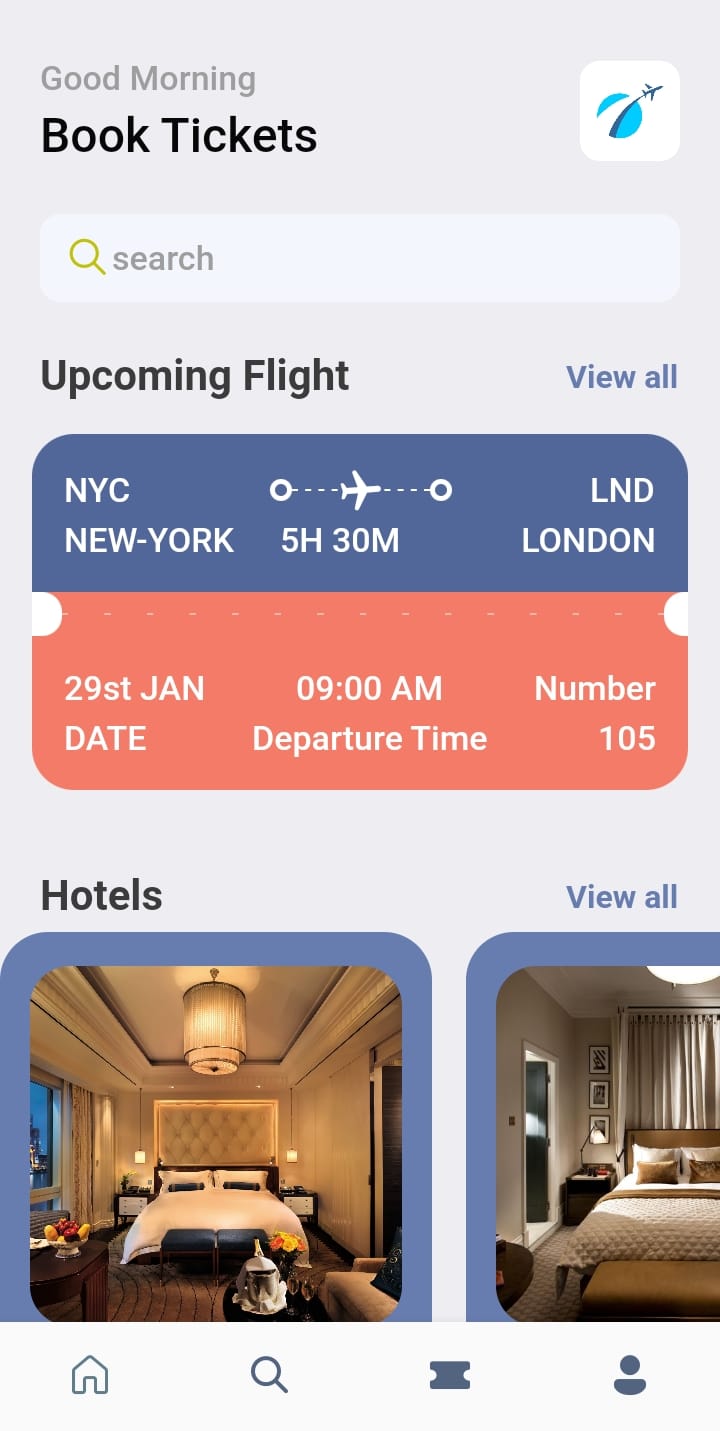 Good Morning
Book Tickets
search
Upcoming Flight View all
NYC LND
NEW-YORK 5H 30M LONDON
29st JAN 09:00 AM Number
DATE Departure Time 105
Hotels View all